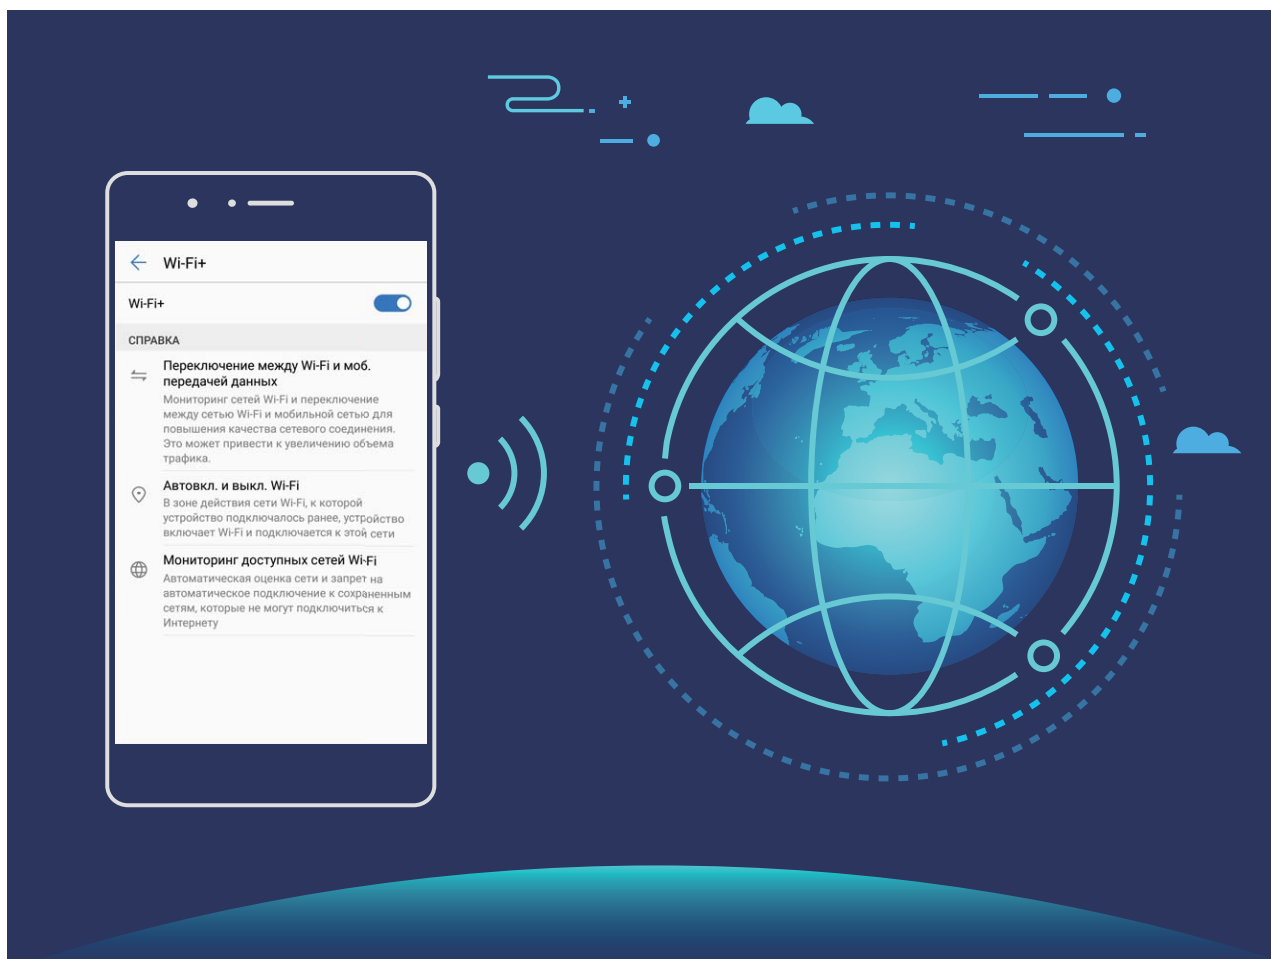 Wi-Fi+
Wi-Fi+
СПРАВКА
Переключение между Wi-Fi и моб.
передачей данных
Мониторинг сетей Wi-Fi и переключение
между сетью Wi-Fi и мобильной сетью для
повышения качества сетевого соединения.
Это может привести к увеличению объема
трафика.
Автовкл. и выкл. Wi-Fi
В зоне действия сети Wi-Fi, к которой
устройство подключалось ранее, устройство
включает Wi-Fi и подключается к этой сети
Мониторинг доступных сетей Wi-Fi
Автоматическая оценка сети и запрет на
автоматическое подключение к сохраненным
сетям, которые не могут подключиться к
Интернету